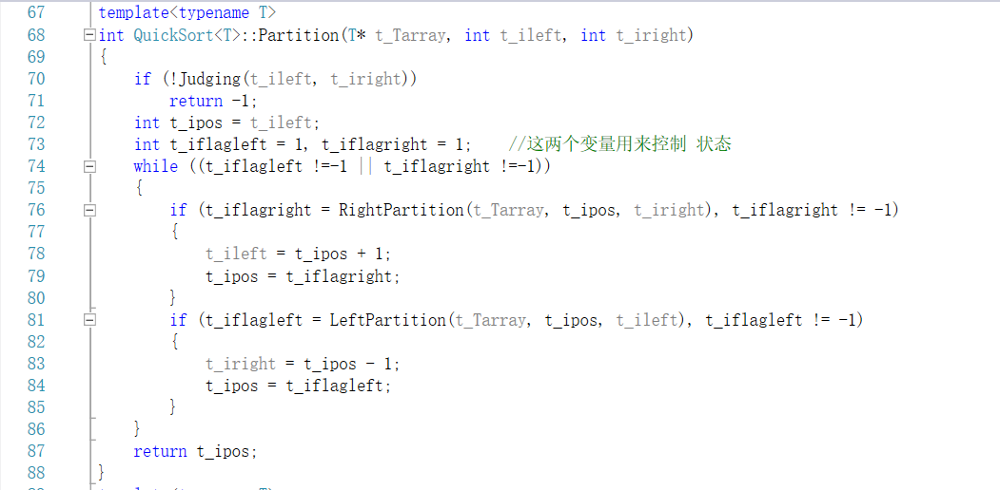 67 template<typename T>
68 int QuickSort<T>::Partition(T* t_Tarray, int t_ileft, int t_iright)
69 {
70 if (!Judging(t_ileft, t_iright))
71 return -1;
72 int t_ipos = t_ileft;
73 int t_iflagleft = 1, t_iflagright = 1; //这两个变量用来控制 状态
74 while ((t_iflagleft !=-1 || t_iflagright !=-1))
75 {
76 if (t_iflagright = RightPartition(t_Tarray, t_ipos, t_iright), t_iflagright != -1)
77 {
78 t_ileft = t_ipos + 1;
79 t_ipos = t_iflagright;
80 }
81 if (t_iflagleft = LeftPartition(t_Tarray, t_ipos, t_ileft), t_iflagleft != -1)
82 {
83 t_iright = t_ipos - 1;
84 t_ipos = t_iflagleft;
85 }
86 }
87 return t_ipos;
88 }